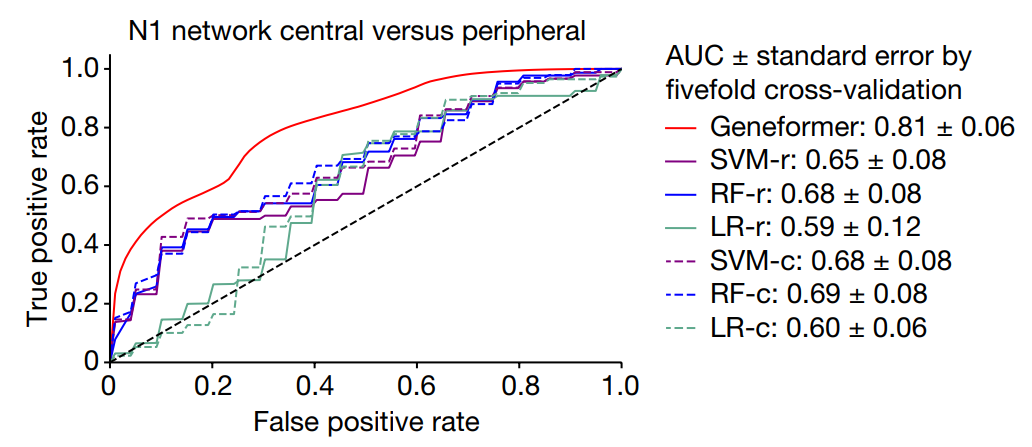 N1 network central versus peripheral
True positive rate
1.0
0.8
0.6
0.4
0.2
0
0
0.2
0.4
0.6
0.8
1.0
False positive rate
AUC ± standard error by
fivefold cross-validation
Geneformer: 0.81 ± 0.06
SVM-r: 0.65 ± 0.08
RF-r: 0.68 ± 0.08
LR-r: 0.59 ± 0.12
SVM-c: 0.68 ± 0.08
RF-c: 0.69 ± 0.08
LR-c: 0.60 ± 0.06